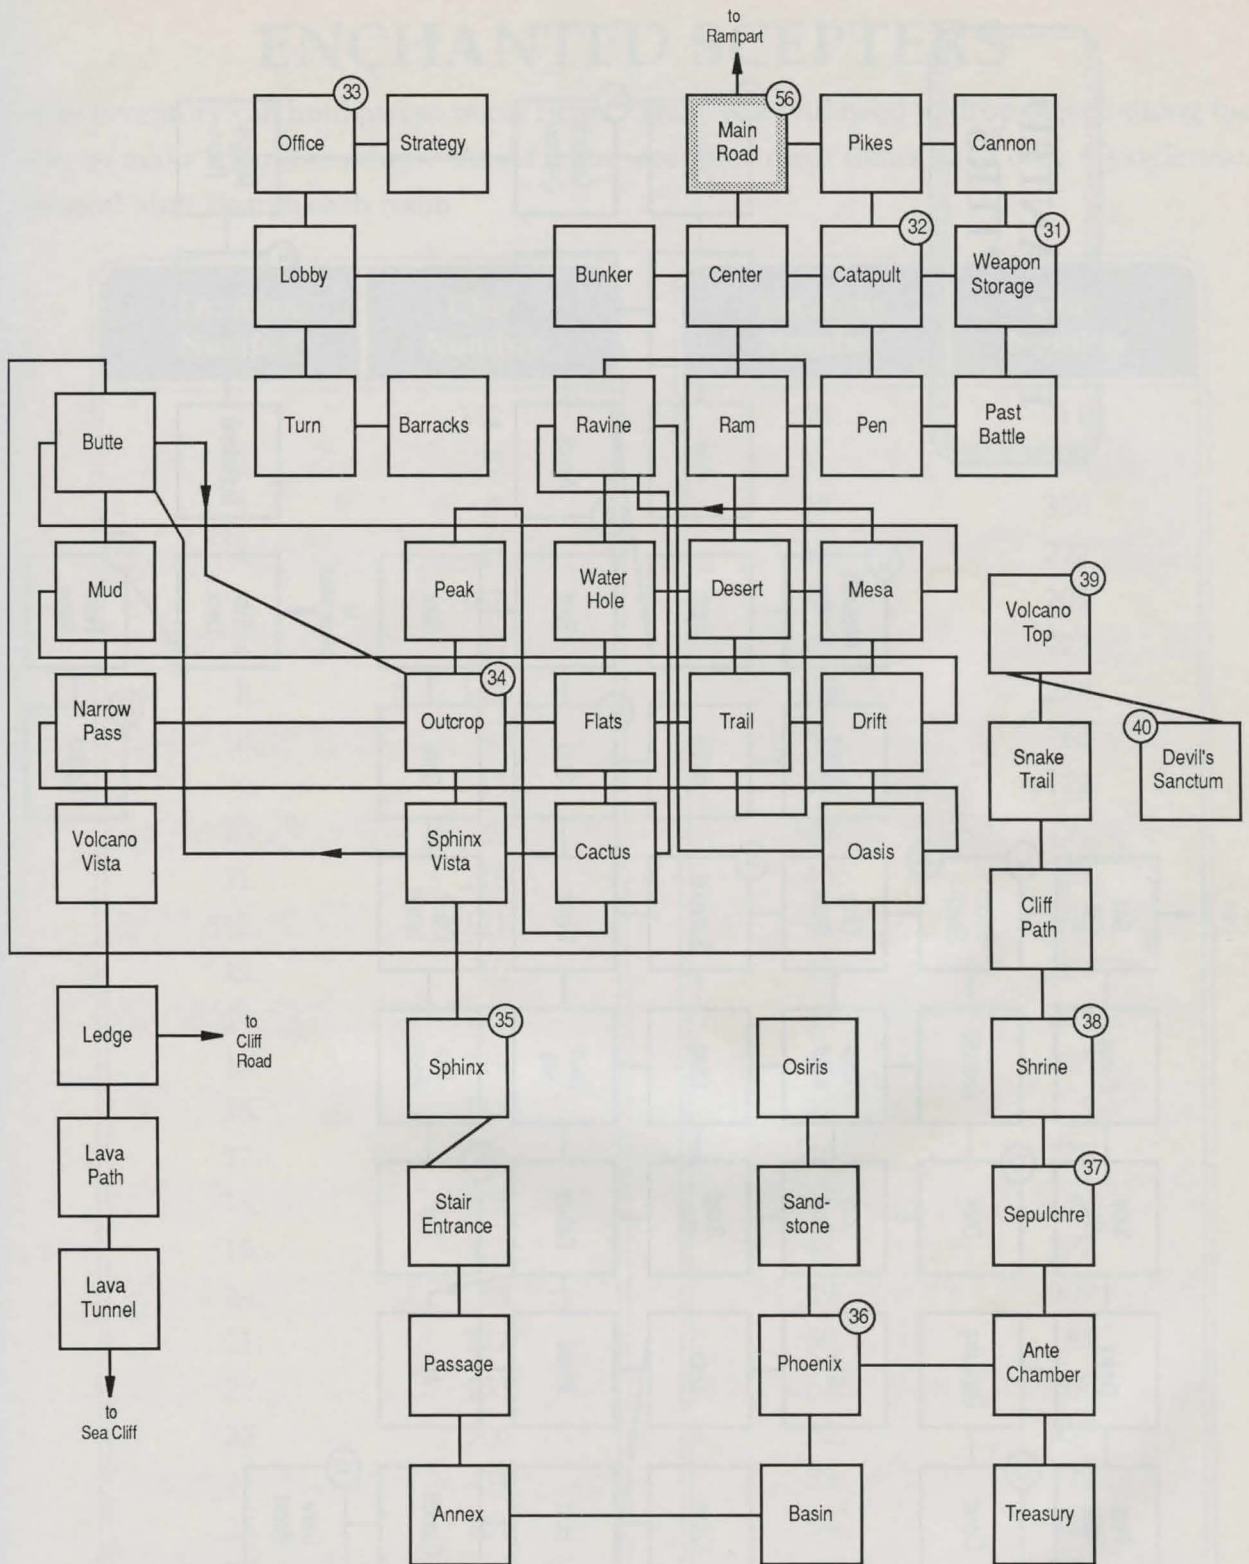 ENCHANTED SCEPTERS
to
Rampart
33
56
Office
Strategy
Main
Road
Pikes
Cannon
32
31
Lobby
Bunker
Center
Catapult
Weapon
Storage
Butte
Turn
Barracks
Ravine
Ram
Pen
Past
Battle
Mud
Peak
Water
Hole
Desert
Mesa
39
Volcano
Top
34
Narrow
Pass
Outcrop
Flats
Trail
Drift
40
Snake
Trail
Devil's
Sanctum
Volcano
Vista
Sphinx
Vista
Cactus
Oasis
Cliff
Path
Ledge
to
Cliff
Road
35
38
Sphinx
Osiris
Shrine
Lava
Path
37
Stair
Entrance
Sand-
stone
Sepulchre
Lava
Tunnel
36
Passage
Phoenix
Ante
Chamber
to
Sea Cliff
Annex
Basin
Treasury